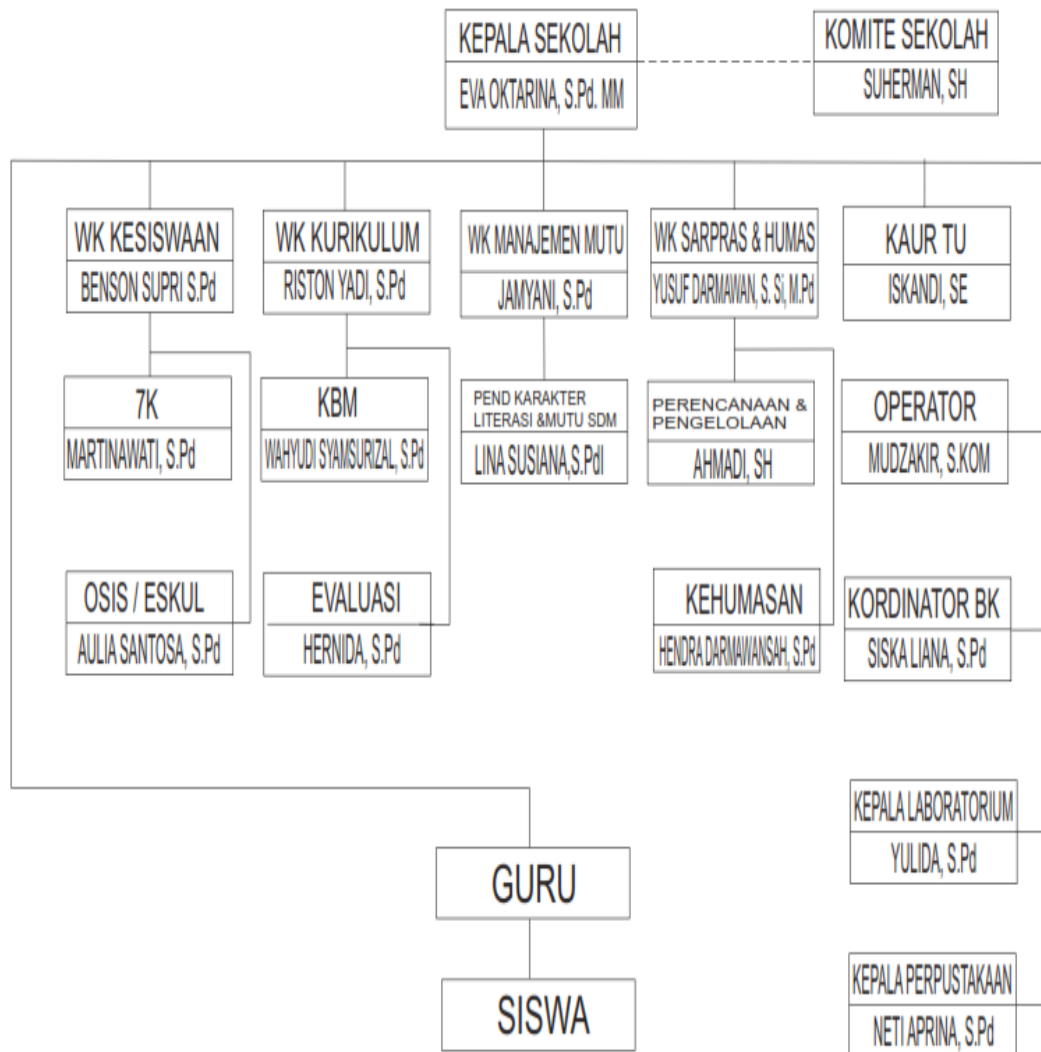 KEPALA SEKOLAH
EVA OKTARINA, S.Pd. MM
KOMITE SEKOLAH
SUHERMAN, SH
WK KESISWAAN
BENSON SUPRI S.Pd
WK KURIKULUM
RISTON YADI, S.Pd
WK MANAJEMEN MUTU
JAMYANI, S.Pd
WK SARPRAS & HUMAS
YUSUF DARMAWAN, S. Si, M.Pd
KAUR TU
ISKANDI, SE
7K
MARTINAWATI, S.Pd
KBM
WAHYUDI SYAMSURIZAL, S.Pd
PEND KARAKTER
LITERASI &MUTU SDM
LINA SUSIANA,S.PdI
PERENCANAAN &
PENGELOLAAN
AHMADI, SH
OPERATOR
MUDZAKIR, S.KOM
OSIS / ESKUL
AULIA SANTOSA, S.Pd
EVALUASI
HERNIDA, S.Pd
KEHUMASAN
HENDRA DARMAWANSAH, S.Pd
KORDINATOR BK
SISKA LIANA, S.Pd
KEPALA LABORATORIUM
YULIDA, S.Pd
GURU
SISWA
KEPALA PERPUSTAKAAN
NETI APRINA, S.Pd